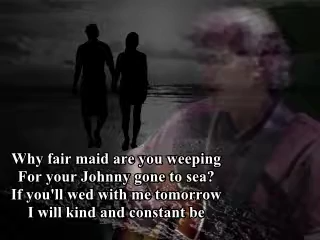 Why fair maid are you weeping
For your Johnny gone to sea?
If you'll wed with me tomorrow
I will kind and constant be